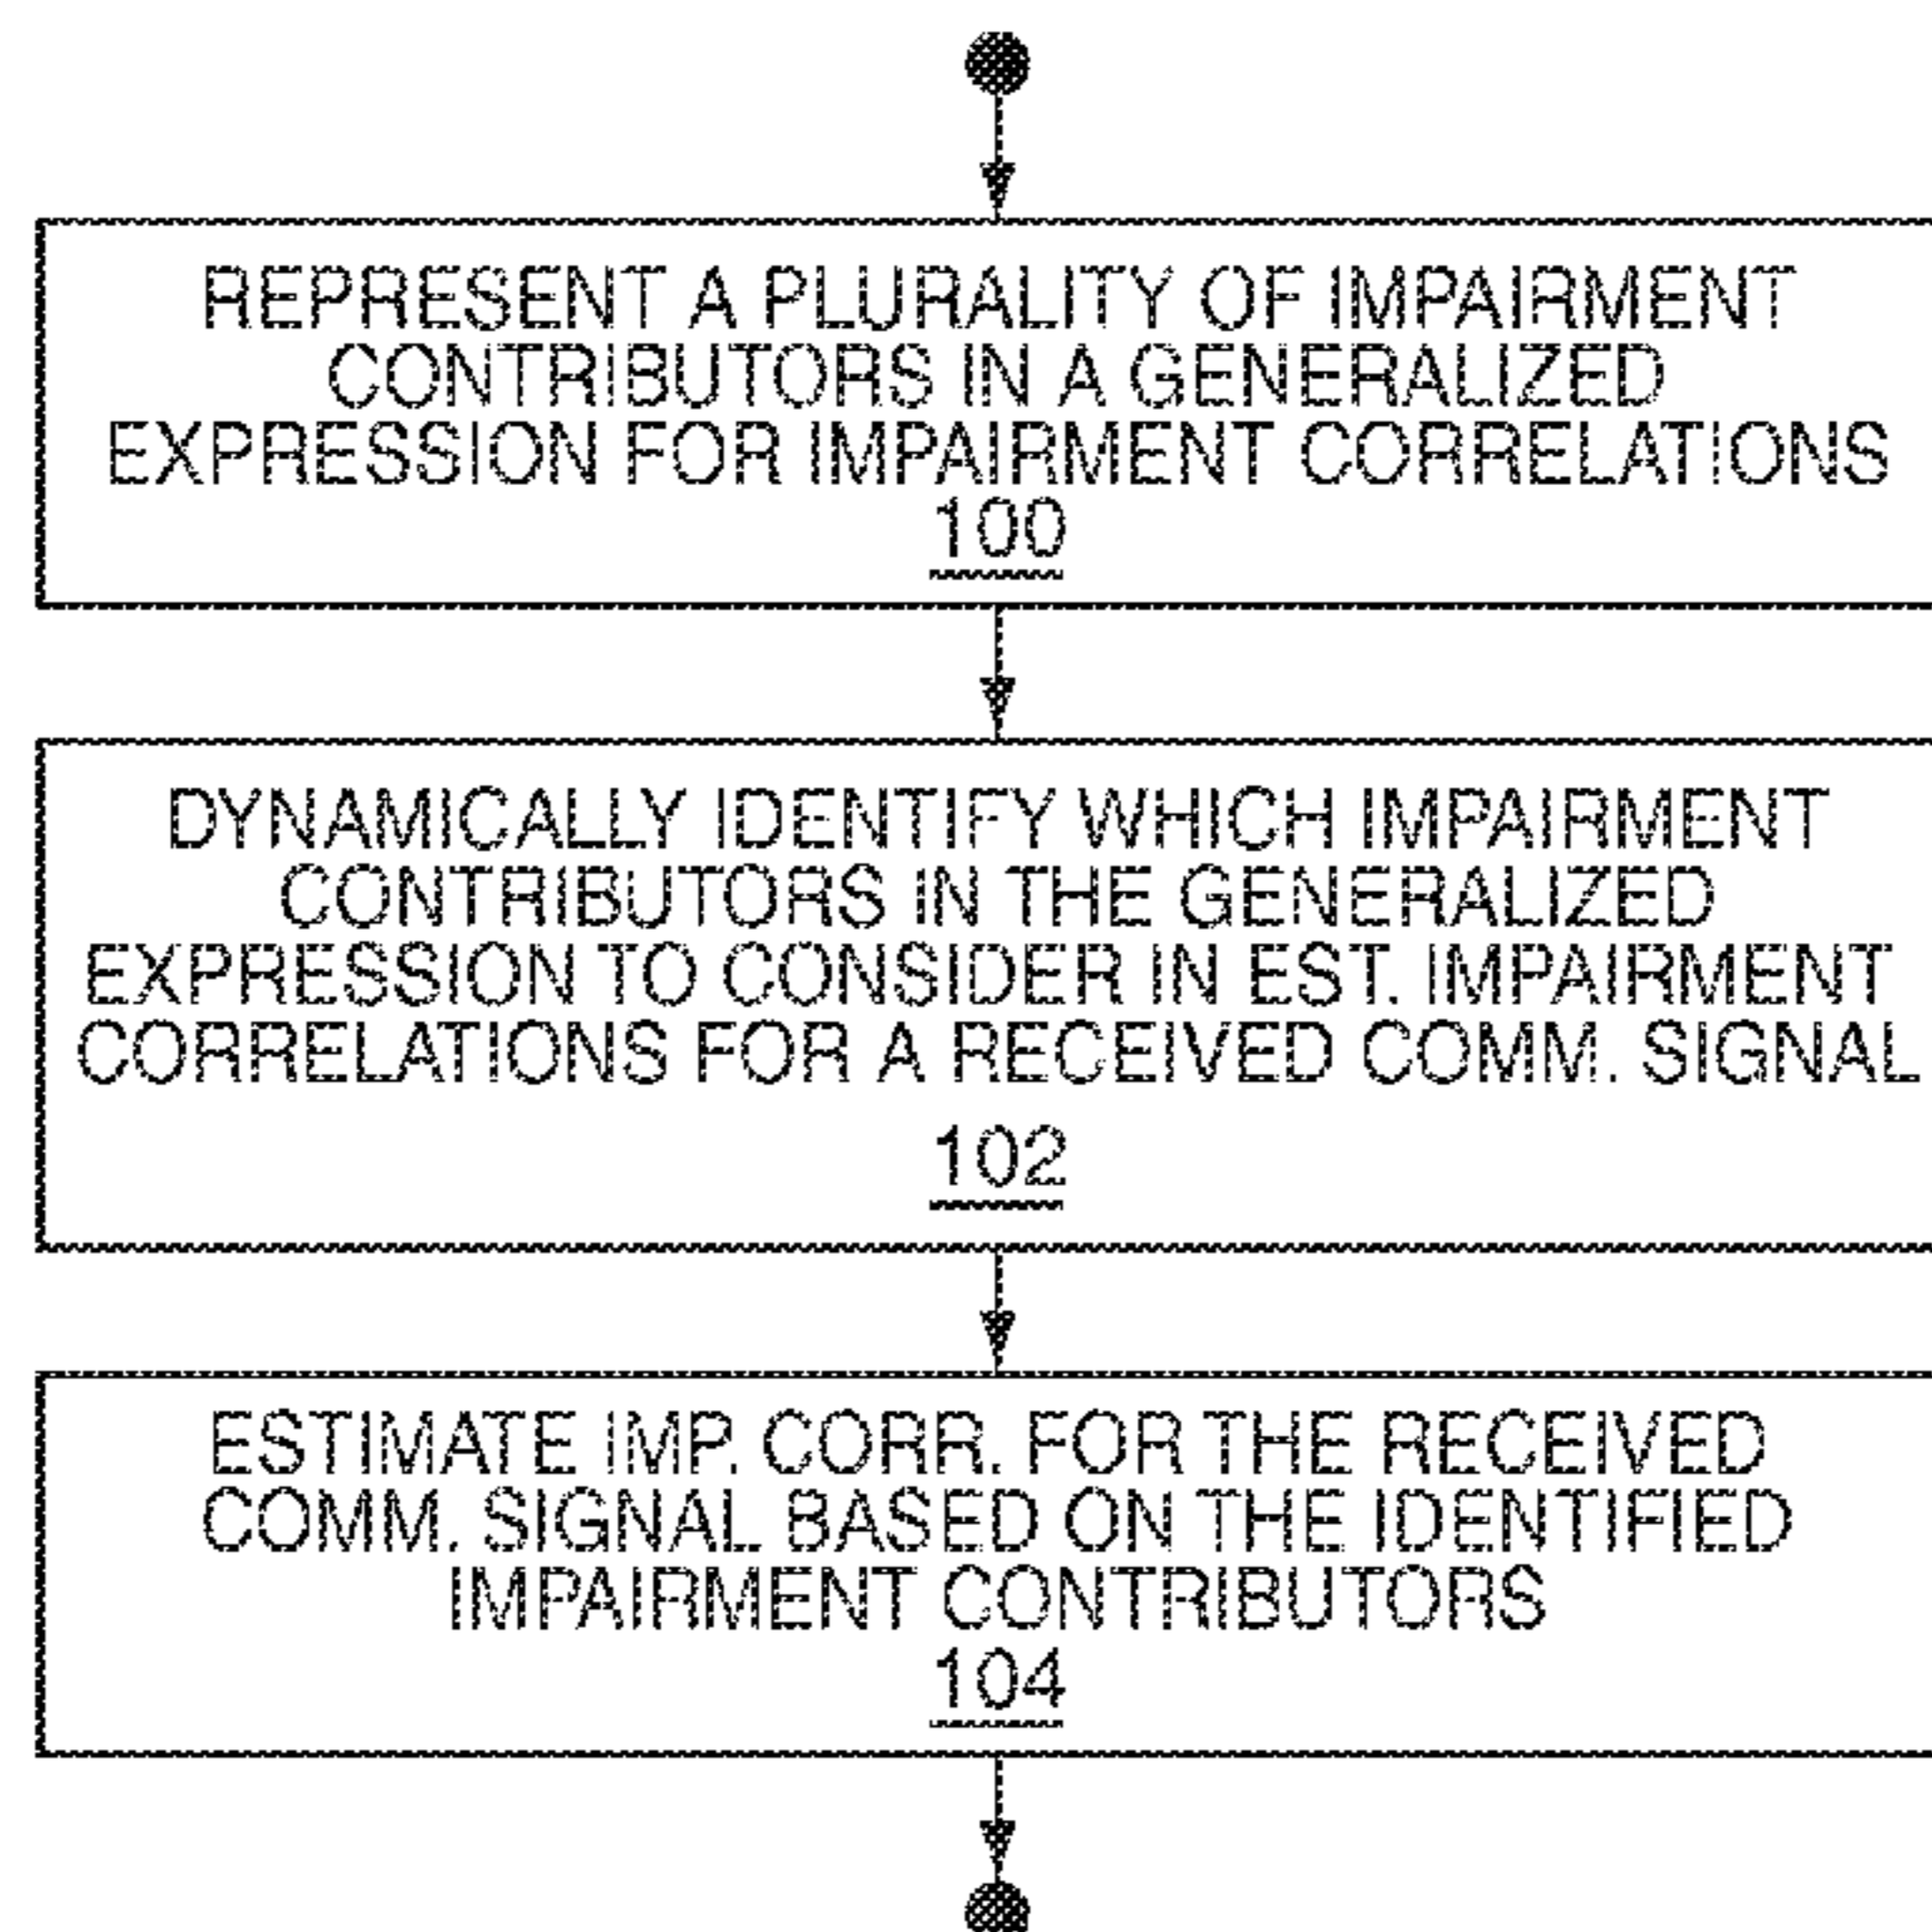 REPRESENT A PLURALITY OF IMPAIRMENT
CONTRIBUTORS IN A GENERALIZED
EXPRESSION FOR IMPAIRMENT CORRELATIONS
100
DYNAMICALLY IDENTIFY WHICH IMPAIRMENT
CONTRIBUTORS IN THE GENERALIZED
EXPRESSION TO CONSIDER IN EST. IMPAIRMENT
CORRELATIONS FOR A RECEIVED COMM. SIGNAL
102
ESTIMATE IMP. CORR. FOR THE RECEIVED
COMM. SIGNAL BASED ON THE IDENTIFIED
IMPAIRMENT CONTRIBUTORS
104